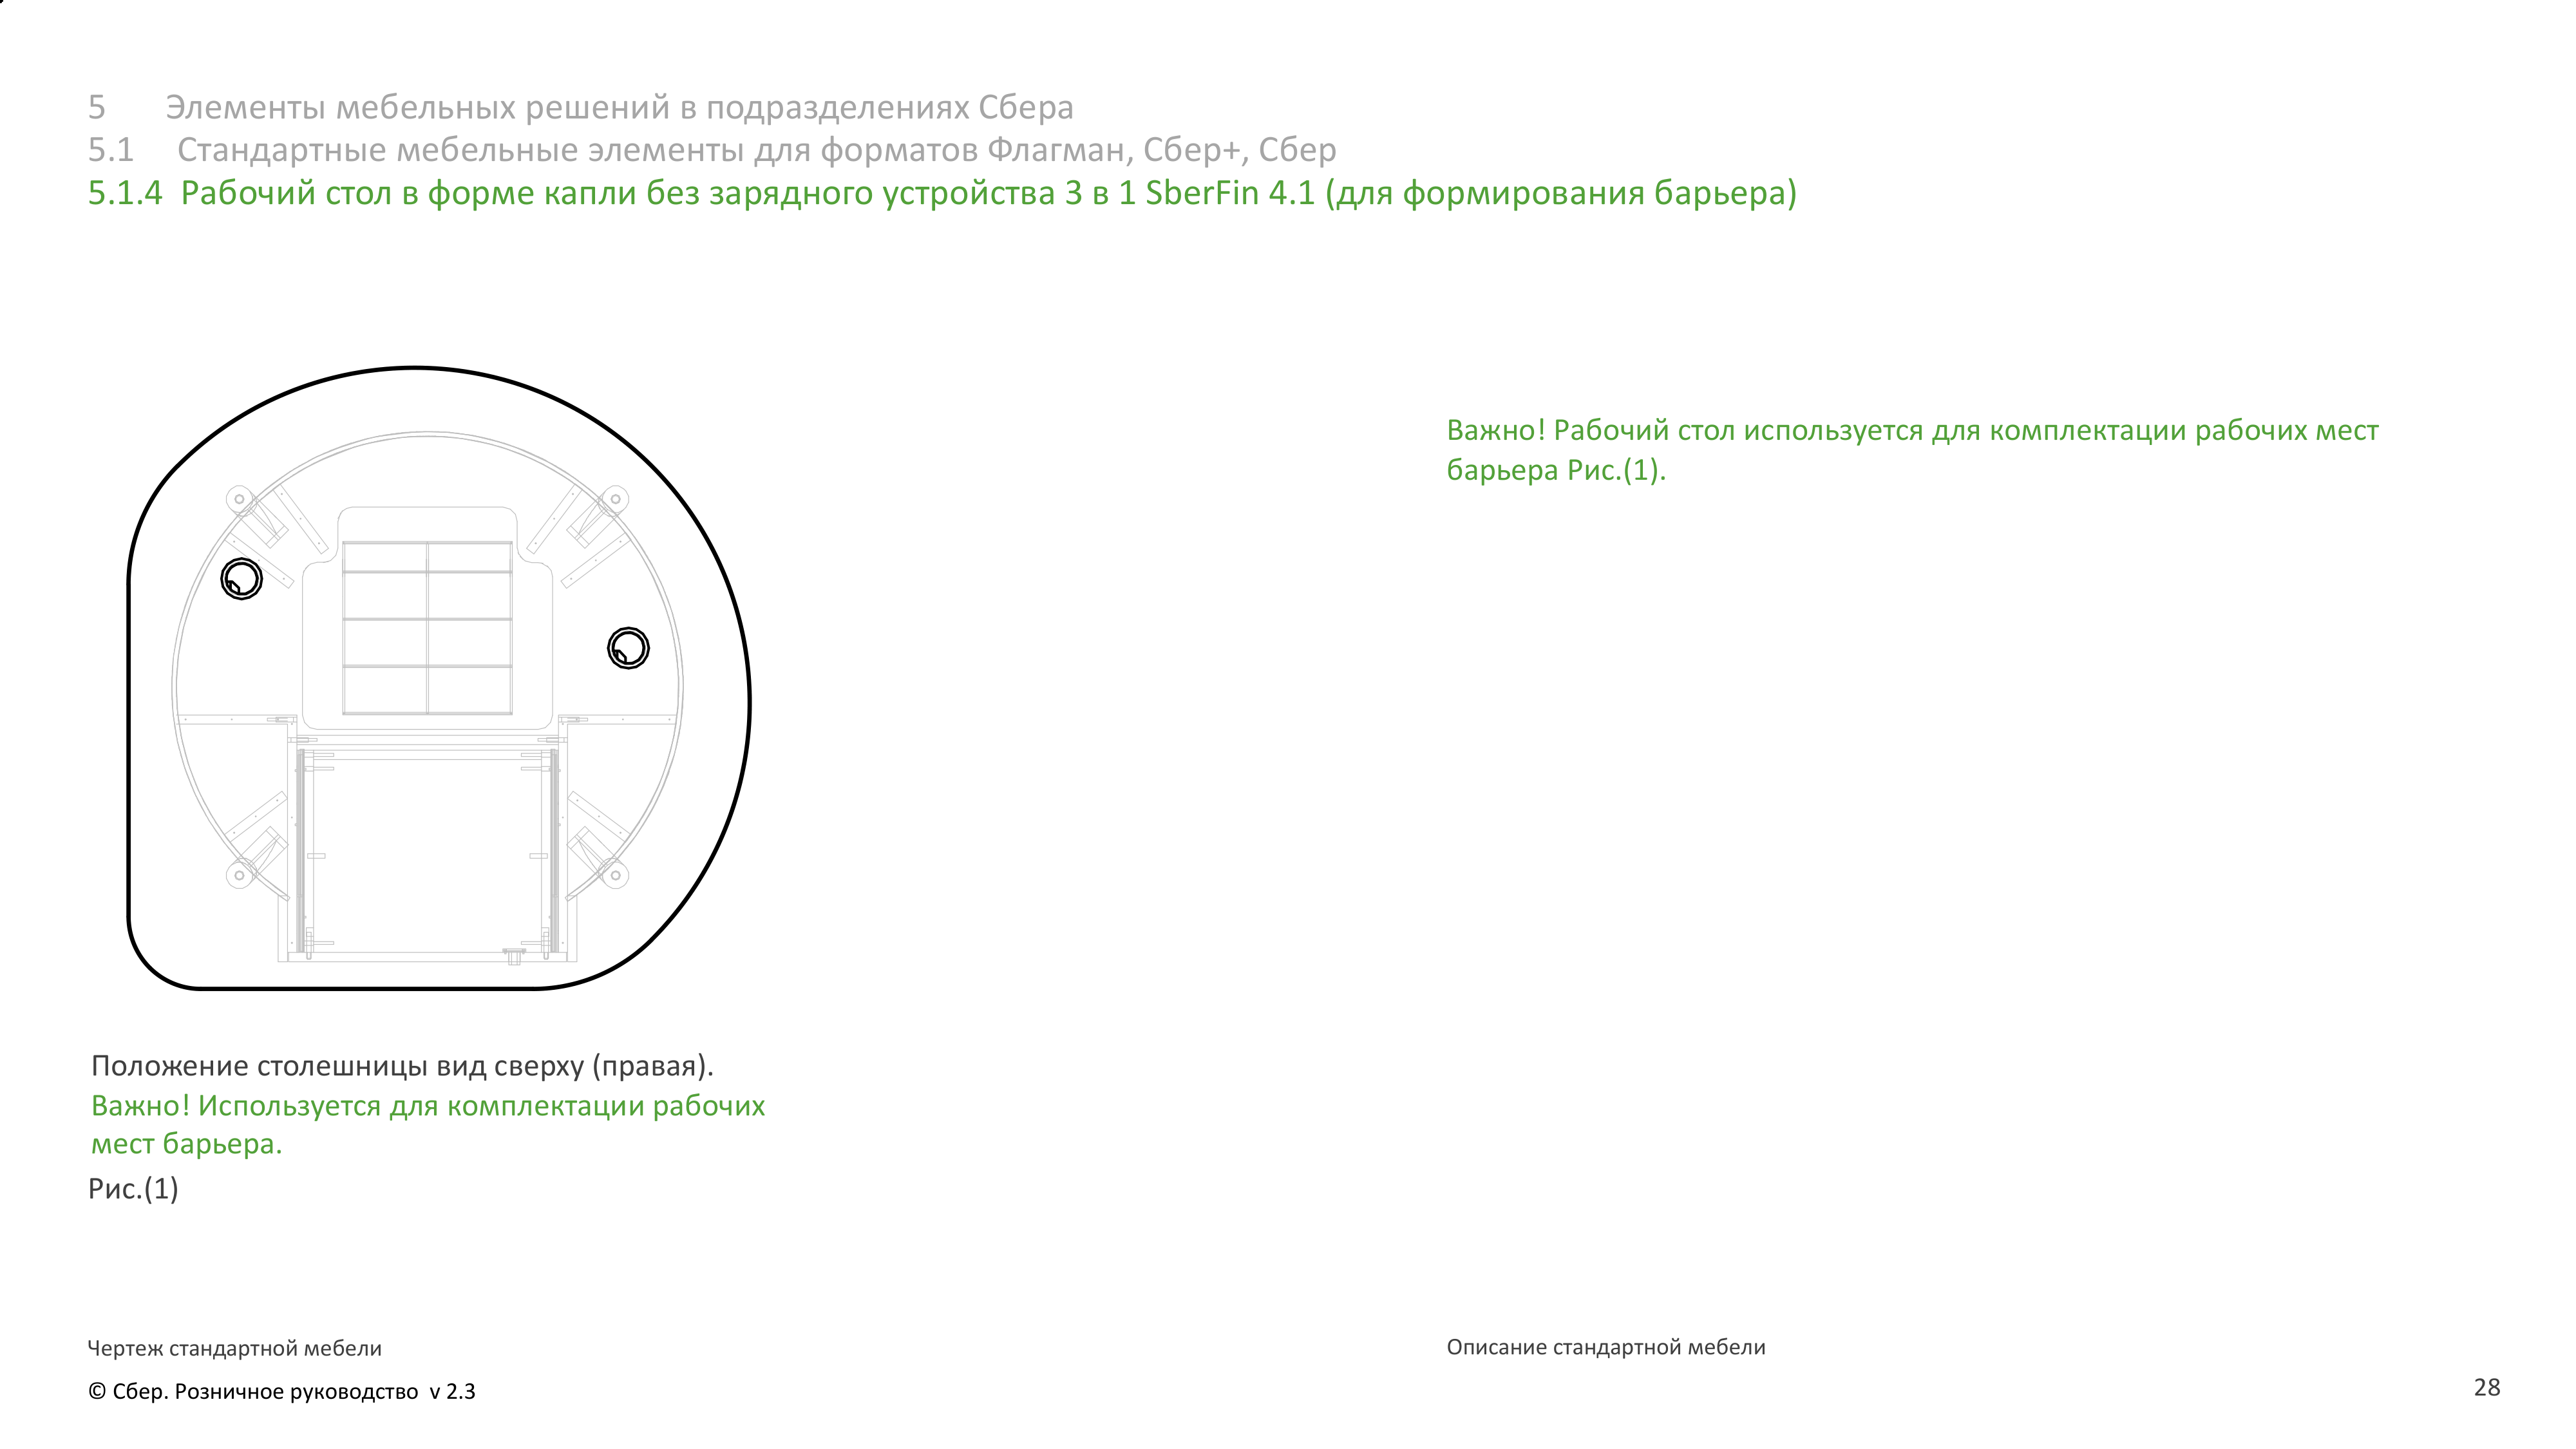 5 Элементы мебельных решений в подразделениях Сбера
5.1 Стандартные мебельные элементы для форматов Флагман, Сбер+, Сбер
5.1.4 Рабочий стол в форме капли без зарядного устройства 3 в 1 SberFin 4.1 (для формирования барьера)
Важно! Рабочий стол используется для комплектации рабочих мест
барьера Рис.(1).
Положение столешницы вид сверху (правая).
Важно! Используется для комплектации рабочих
мест барьера.
Рис.(1)
Чертеж стандартной мебели
Описание стандартной мебели
© Сбер. Розничное руководство v 2.3
28